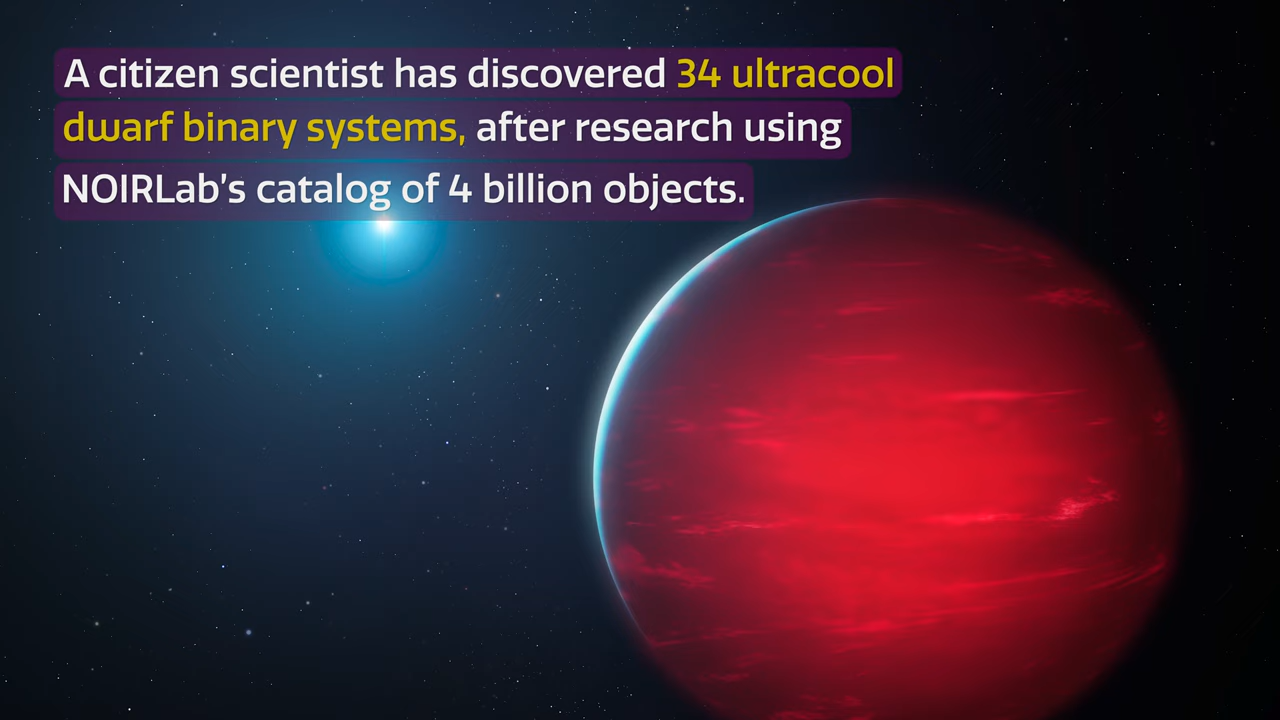 A citizen scientist has discovered 34 ultracool
dwarf binary systems, after research using
NOIRLab's catalog of 4 billion objects.